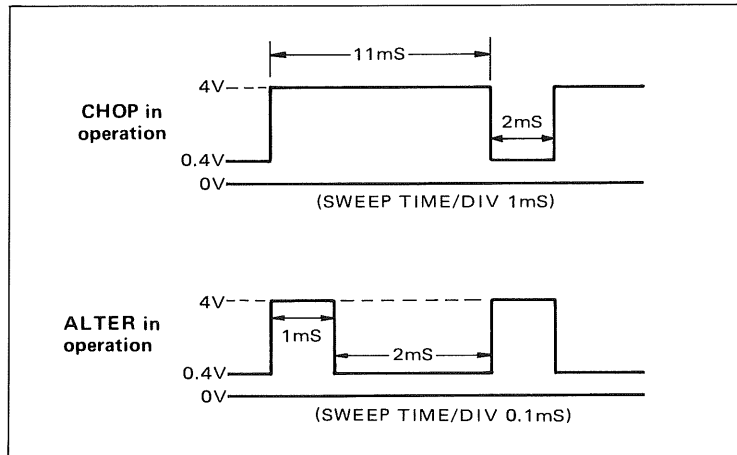 11mS
4V
CHOP in
operation
2mS
0.4V
0V
(SWEEP TIME/DIV 1mS)
4V
ALTER in
operation
1mS
2mS
0.4V
0V
(SWEEP TIME/DIV 0.1mS)